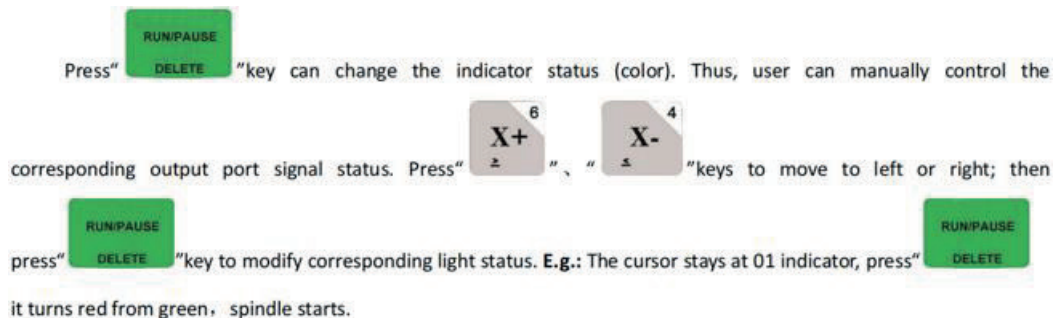 RUN/PAUSE
Press“ DELETE ”key can change the indicator status (color). Thus, user can manually control the
6 4
X+ X-
corresponding output port signal status. Press“ ≥ ”、“ ≤ ”keys to move to left or right; then
RUN/PAUSE RUN/PAUSE
press“ DELETE ”key to modify corresponding light status. E.g.: The cursor stays at 01 indicator, press“ DELETE
it turns red from green，spindle starts.